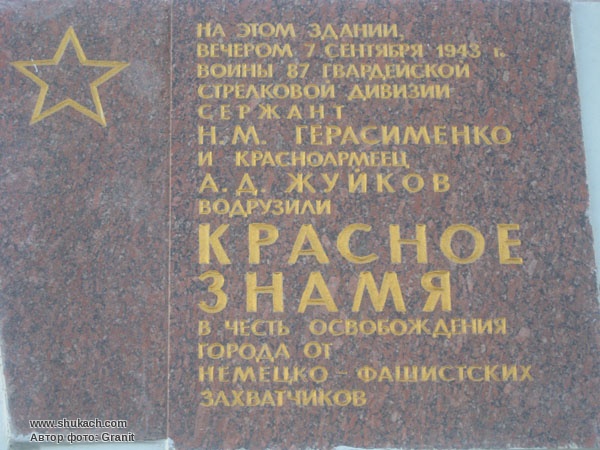 НА ЭТОМ ЗДАНИИ,
ВЕЧЕРОМ 7 СЕНТЯБРЯ 1943 г.
ВОИНЫ 87 ГВАРДЕЙСКОЙ
СТРЕЛКОВОЙ ДИВИЗИИ
СЕРЖАНТ
Н.М. ГЕРАСИМЕНКО
И КРАСНОАРМЕЕЦ
А.Д. ЖУЙКОВ
ВОДРУЗИЛИ
КРАСНОЕ
ЗНАМЯ
В ЧЕСТЬ ОСВОБОЖДЕНИЯ
ГОРОДА ОТ
НЕМЕЦКО-ФАШИСТСКИХ
ЗАХВАТЧИКОВ
www.shukach.com
Автор фото: Granit